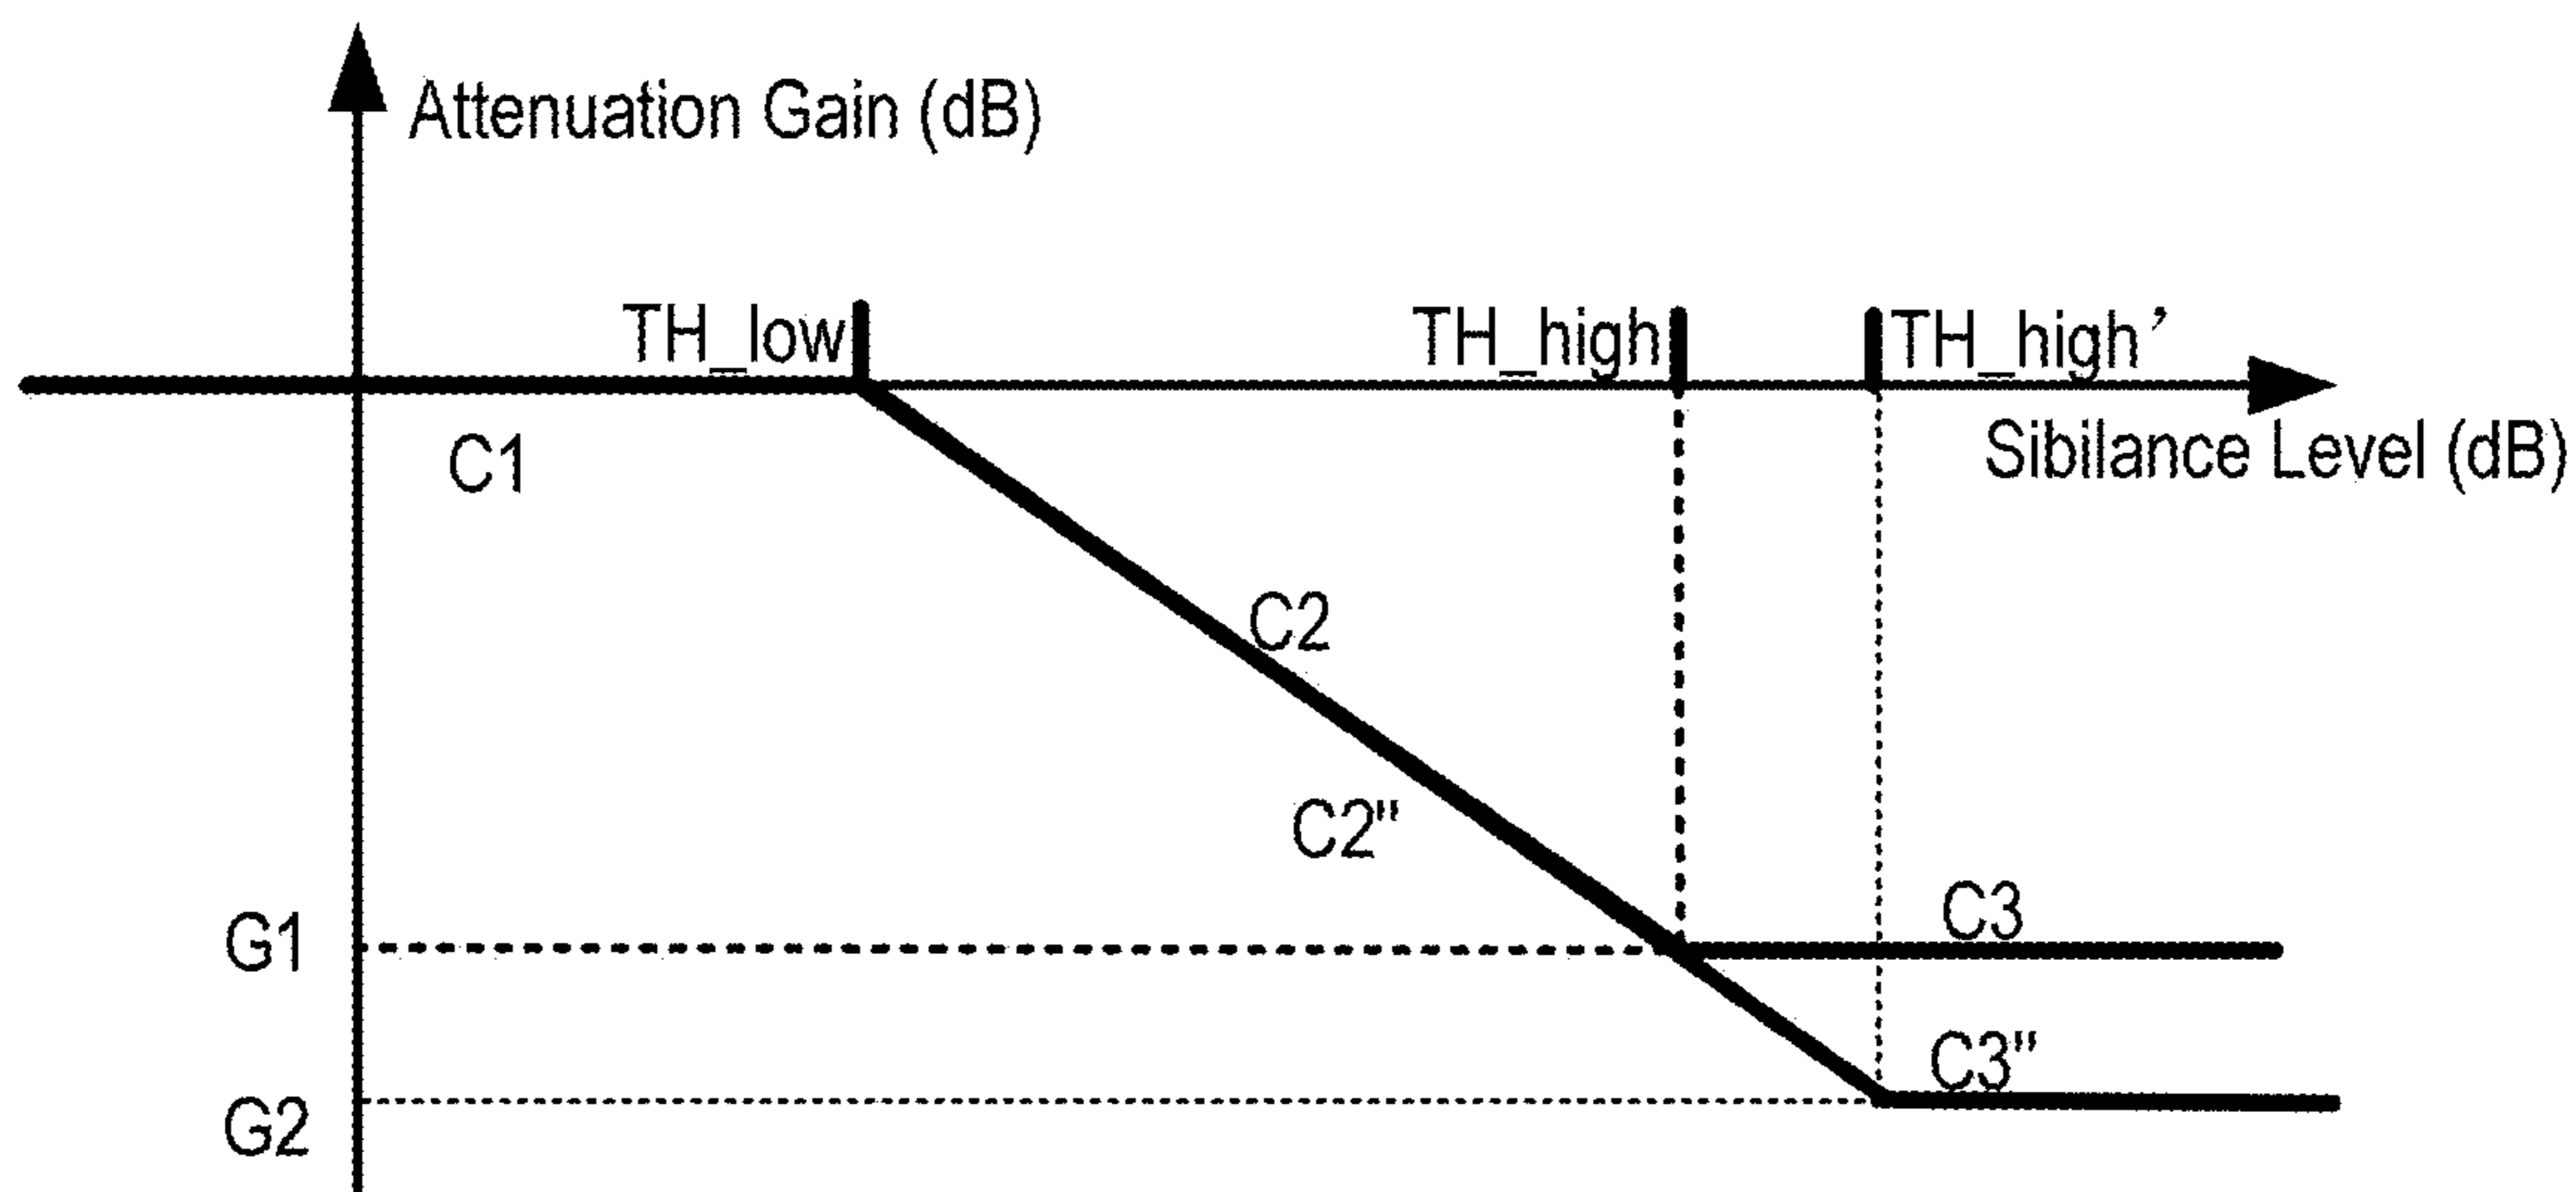 Attenuation Gain (dB)
TH_low
TH_high
TH_high’
Sibilance Level (dB)
C1
C2
C2"
C3
G1
C3"
G2